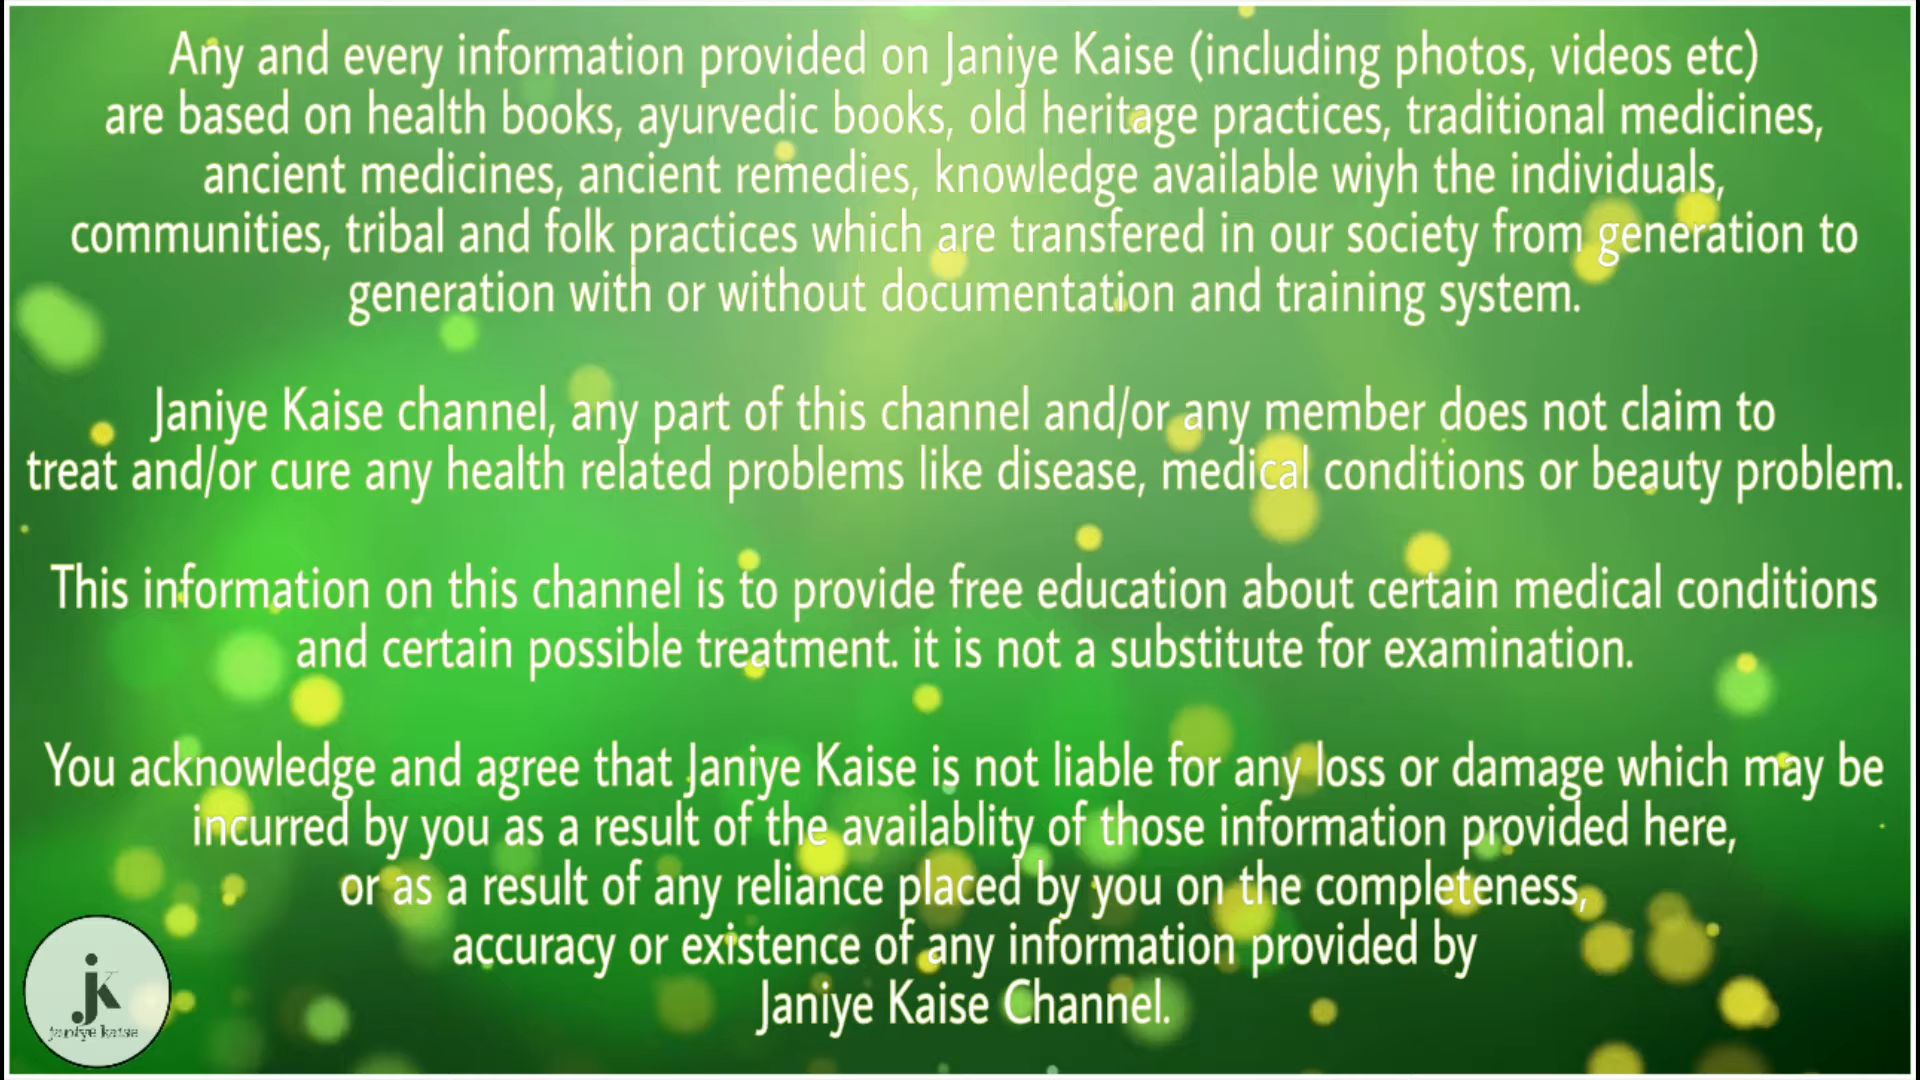 Any and every information provided on Janiye Kaise (including photos, videos etc)
are based on health books, ayurvedic books, old heritage practices, traditional medicines,
ancient medicines, ancient remedies, knowledge available wiyh the individuals,
communities, tribal and folk practices which are transfered in our society from generation to
generation with or without documentation and training system.
Janiye Kaise channel, any part of this channel and/or any member does not claim to
treat and/or cure any health related problems like disease, medical conditions or beauty problem.
This information on this channel is to provide free education about certain medical conditions
and certain possible treatment. it is not a substitute for examination.
You acknowledge and agree that Janiye Kaise is not liable for any loss or damage which may be
incurred by you as a result of the availablity of those information provided here,
or as a result of any reliance placed by you on the completeness,
accuracy or existence of any information provided by
Janiye Kaise Channel.
jk
janiye kaise